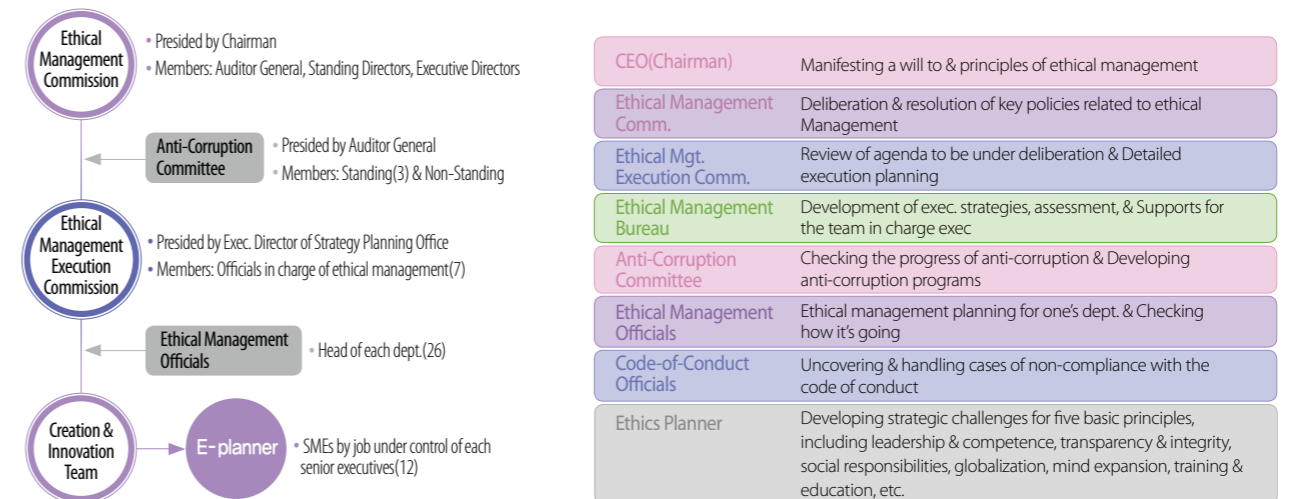 Ethical
Management
Commission
• Presided by Chairman
• Members: Auditor General, Standing Directors, Executive Directors
Anti-Corruption
Committee
• Presided by Auditor General
• Members: Standing(3) & Non-Standing
Ethical
Management
Execution
Commission
• Presided by Exec. Director of Strategy Planning Office
• Members: Officials in charge of ethical management(7)
Ethical Management
Officials
• Head of each dept.(26)
Creation &
Innovation
Team
E-planner
• SMEs by job under control of each
senior executives(12)
CEO(Chairman)
Manifesting a will to & principles of ethical management
Ethical Management
Comm.
Deliberation & resolution of key policies related to ethical
Management
Ethical Mgt.
Execution Comm.
Review of agenda to be under deliberation & Detailed
execution planning
Ethical Management
Bureau
Development of exec. strategies, assessment, & Supports for
the team in charge exec
Anti-Corruption
Committee
Checking the progress of anti-corruption & Developing
anti-corruption programs
Ethical Management
Officials
Ethical management planning for one's dept. & Checking
how it's going
Code-of-Conduct
Officials
Uncovering & handling cases of non-compliance with the
code of conduct
Ethics Planner
Developing strategic challenges for five basic principles,
including leadership & competence, transparency & integrity,
social responsibilities, globalization, mind expansion, training &
education, etc.